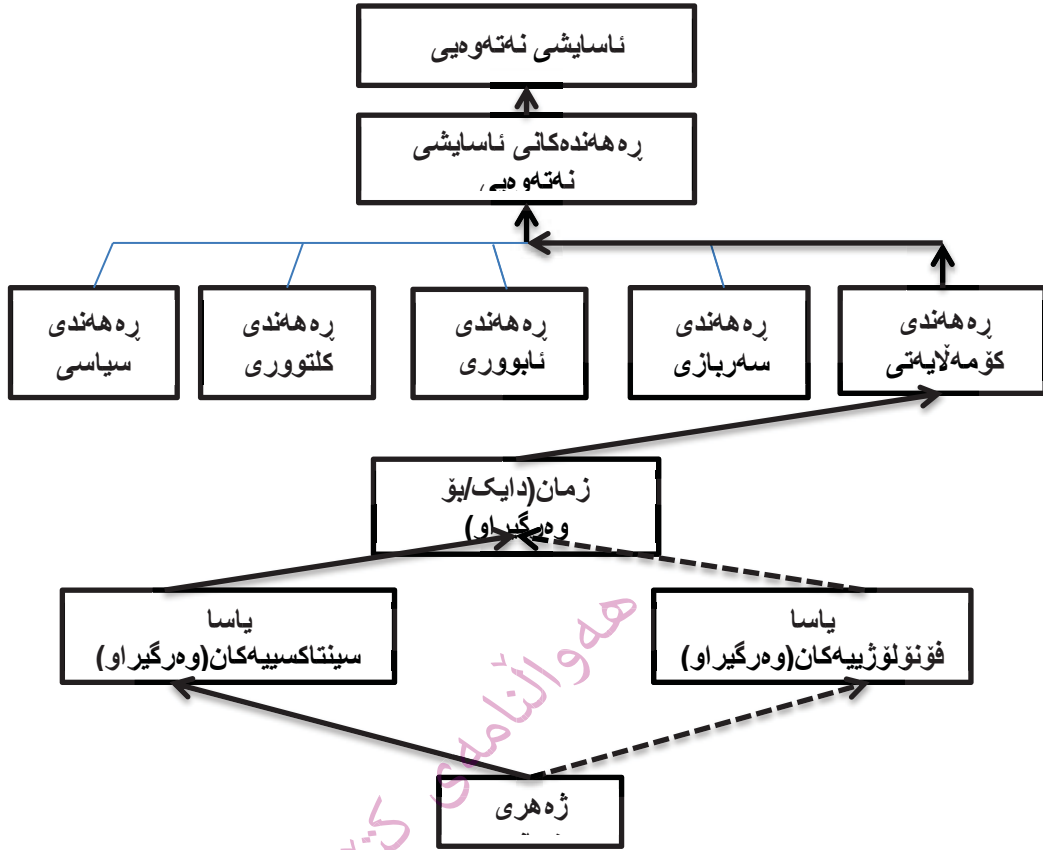 ئاسایشی نەتەوەیی
ڕەهەندەکانی ئاسایشی
نەتەوەیی
ڕەهەندی
کۆمەڵایەتی
ڕەهەندی
سەربازی
ڕەهەندی
ئابووری
ڕەهەندی
کلتووری
ڕەهەندی
سیاسی
زمان(دایک/بۆ
وەرگیراو)
یاسا
فۆنۆلۆژییەکان(وەرگیراو)
یاسا
سینتاکسییەکان(وەرگیراو)
ژەهری
هەواڵنامەی